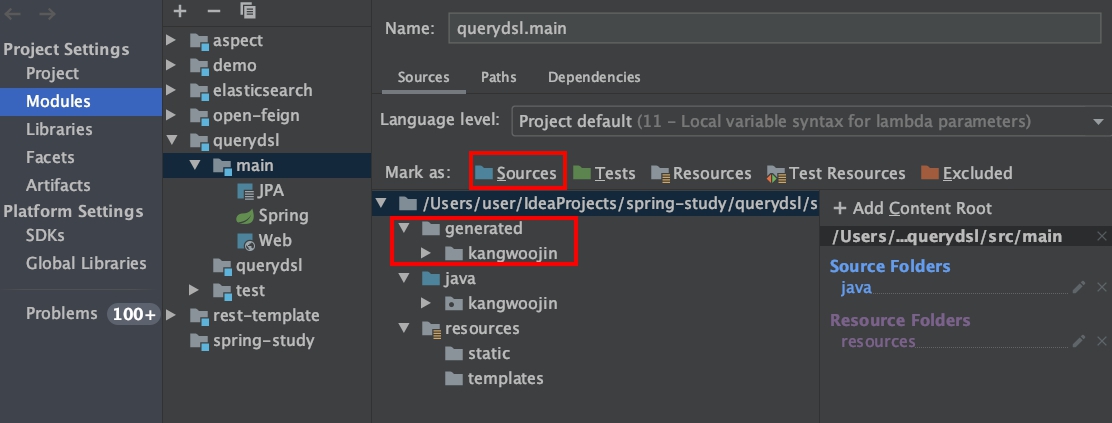 Project Settings
Project
Modules
Libraries
Facets
Artifacts
Platform Settings
SDKs
Global Libraries
Problems 100+
aspect
demo
elasticsearch
open-feign
querydsl
main
JPA
Spring
Web
querydsl
test
rest-template
spring-study
Name: querydsl.main
Sources Paths Dependencies
Language level: Project default (11 – Local variable syntax for lambda parameters)
Mark as: Sources Tests Resources Test Resources Excluded
/Users/user/IdeaProjects/spring-study/querydsl/s
generated
kangwoojin
java
kangwoojin
resources
static
templates
+ Add Content Root
/Users/...querydsl/src/main
Source Folders
java
Resource Folders
resources